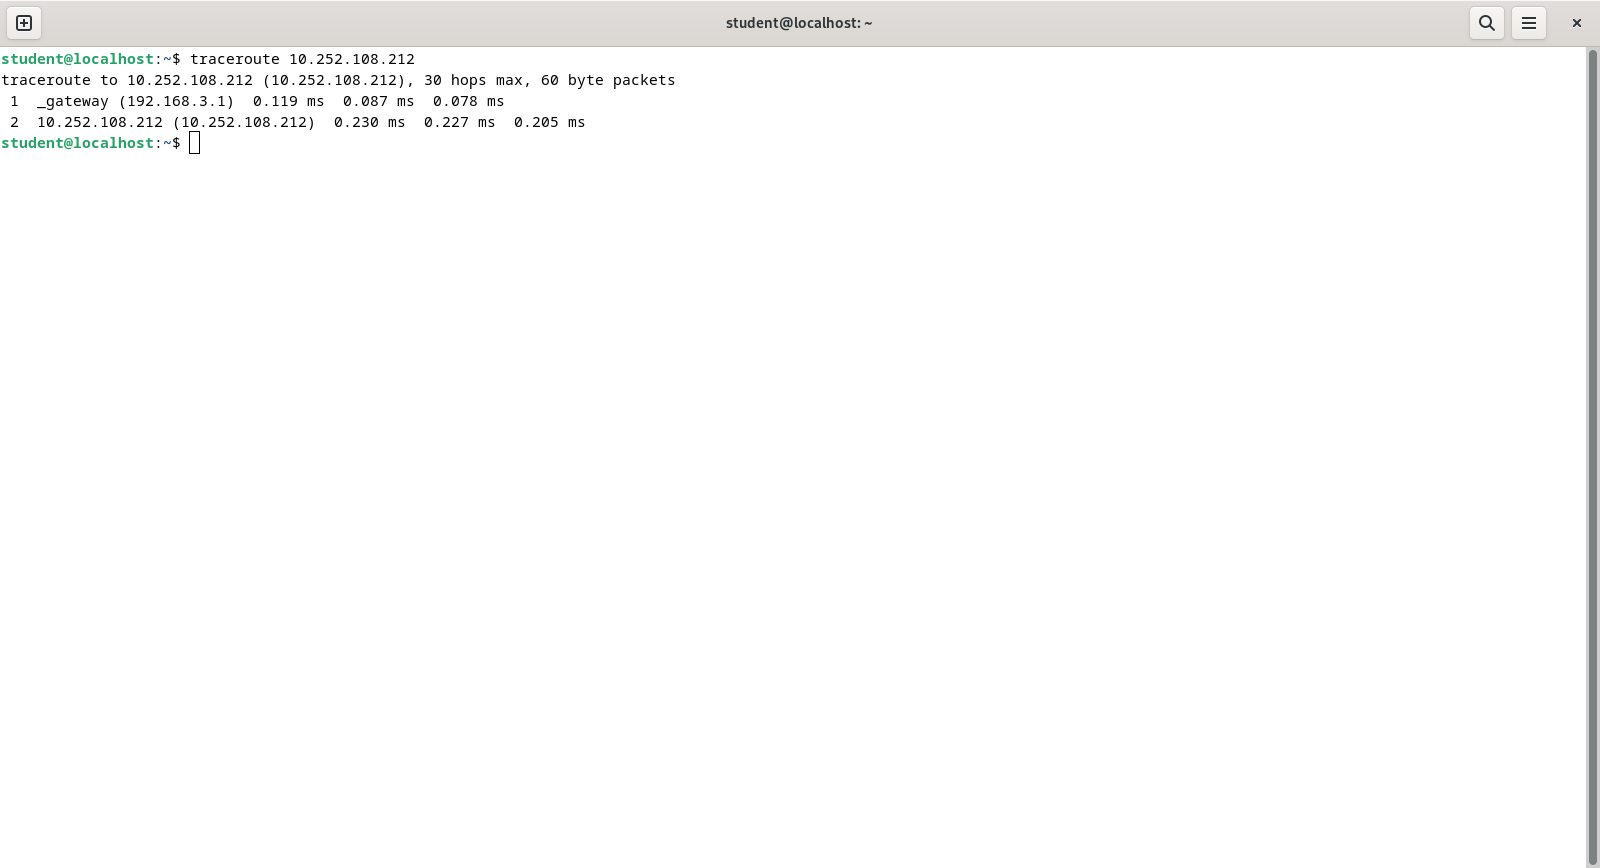 student@localhost: ~
student@localhost:~$ traceroute 10.252.108.212
traceroute to 10.252.108.212 (10.252.108.212), 30 hops max, 60 byte packets
 1  _gateway (192.168.3.1)  0.119 ms  0.087 ms  0.078 ms
 2  10.252.108.212 (10.252.108.212)  0.230 ms  0.227 ms  0.205 ms
student@localhost:~$